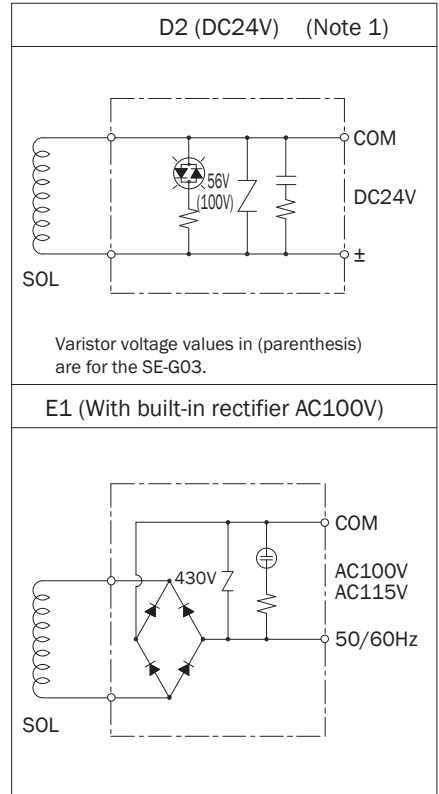 D2 (DC24V) (Note 1)
COM
56V
(100V)
DC24V
±
SOL
Varistor voltage values in (parenthesis)
are for the SE-G03.
E1 (With built-in rectifier AC100V)
COM
430V
AC100V
AC115V
50/60Hz
SOL